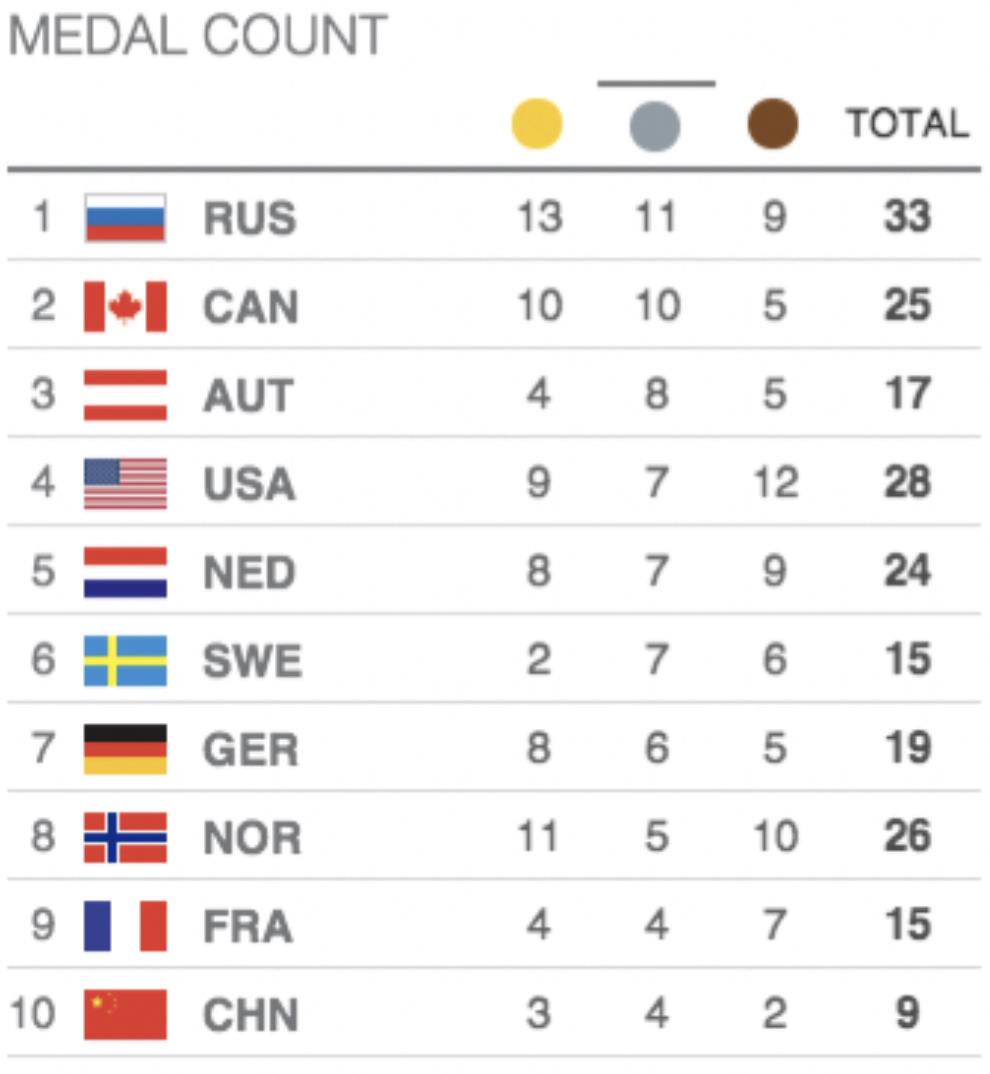 MEDAL COUNT
TOTAL
1 RUS 13 11 9 33
2 CAN 10 10 5 25
3 AUT 4 8 5 17
4 USA 9 7 12 28
5 NED 8 7 9 24
6 SWE 2 7 6 15
7 GER 8 6 5 19
8 NOR 11 5 10 26
9 FRA 4 4 7 15
10 CHN 3 4 2 9